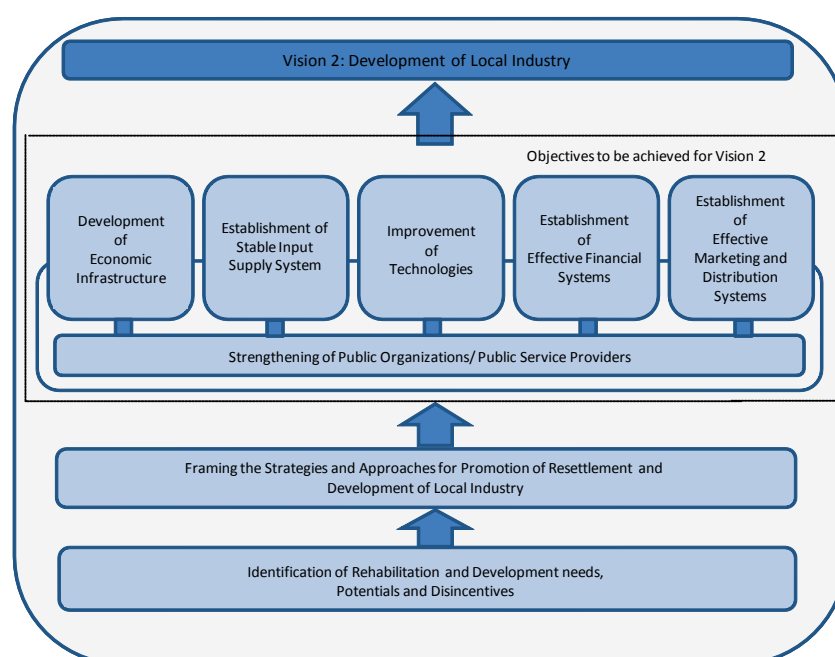 Vision 2: Development of Local Industry
Objectives to be achieved for Vision 2
Development
of
Economic
Infrastructure
Establishment of
Stable Input
Supply System
Improvement
of
Technologies
Establishment
of
Effective Financial
Systems
Establishment
of
Effective
Marketing and
Distribution
Systems
Strengthening of Public Organizations/ Public Service Providers
Framing the Strategies and Approaches for Promotion of Resettlement and
Development of Local Industry
Identification of Rehabilitation and Development needs,
Potentials and Disincentives